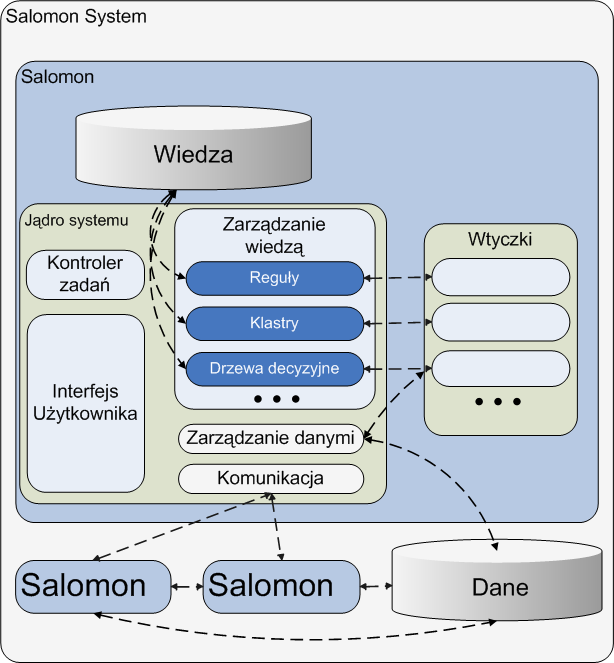 Salomon System
Salomon
Wiedza
Jądro systemu
Kontroler
zadań
Interfejs
Użytkownika
Zarządzanie
wiedzą
Reguły
Klastry
Drzewa decyzyjne
Zarządzanie danymi
Komunikacja
Wtyczki
Salomon
Salomon
Dane